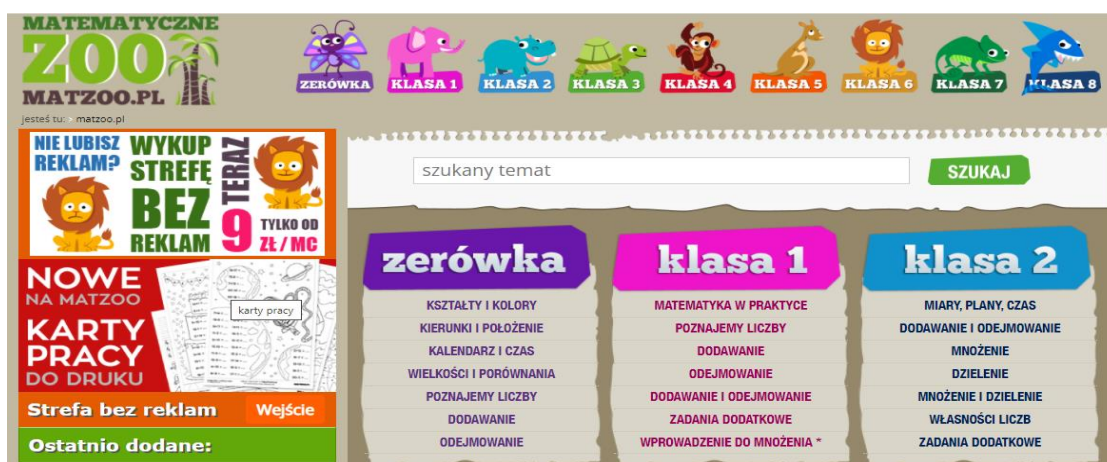 MATEMATYCZNE
ZOO
MATZOO.PL
ZERÓWKA KLASA 1 KLASA 2 KLASA 3 KLASA 4 KLASA 5 KLASA 6 KLASA 7 KLASA 8
jesteś tu: > matzoo.pl
NIE LUBISZ
REKLAM?
WYKUP
STREFĘ
BEZ
REKLAM
TERAZ
9
TYLKO OD
ZŁ/MC
szukany temat
SZUKAJ
NOWE
NA MATZOO
KARTY
PRACY
DO DRUKU
karty pracy
Strefa bez reklam Wejście
Ostatnio dodane:
zerówka
KSZTAŁTY I KOLORY
KIERUNKI I POŁOŻENIE
KALENDARZ I CZAS
WIELKOŚCI I PORÓWNANIA
POZNAJEMY LICZBY
DODAWANIE
ODEJMOWANIE
klasa 1
MATEMATYKA W PRAKTYCE
POZNAJEMY LICZBY
DODAWANIE
ODEJMOWANIE
DODAWANIE I ODEJMOWANIE
ZADANIA DODATKOWE
WPROWADZENIE DO MNOŻENIA *
klasa 2
MIARY, PLANY, CZAS
DODAWANIE I ODEJMOWANIE
MNOŻENIE
DZIELENIE
MNOŻENIE I DZIELENIE
WŁASNOŚCI LICZB
ZADANIA DODATKOWE